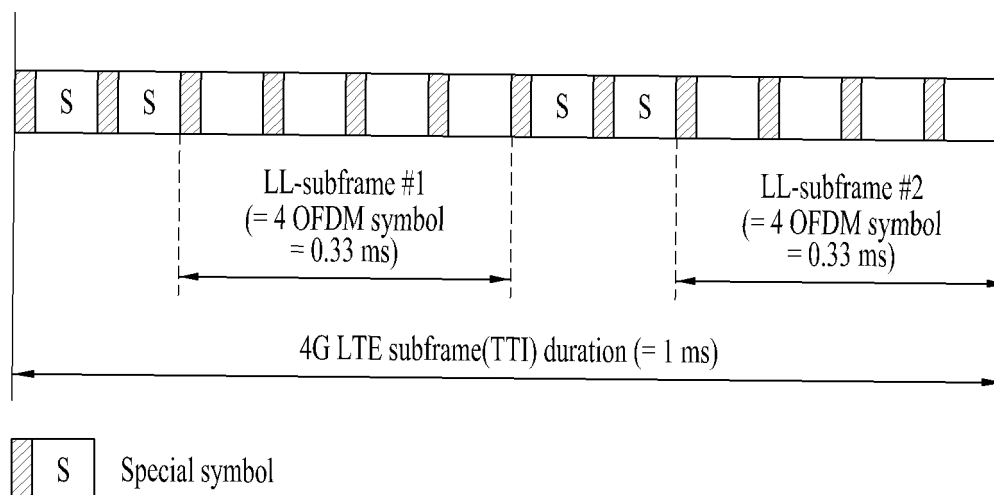 S S S S
LL-subframe #1
(= 4 OFDM symbol
= 0.33 ms)
LL-subframe #2
(= 4 OFDM symbol
= 0.33 ms)
4G LTE subframe(TTI) duration (= 1 ms)
S Special symbol